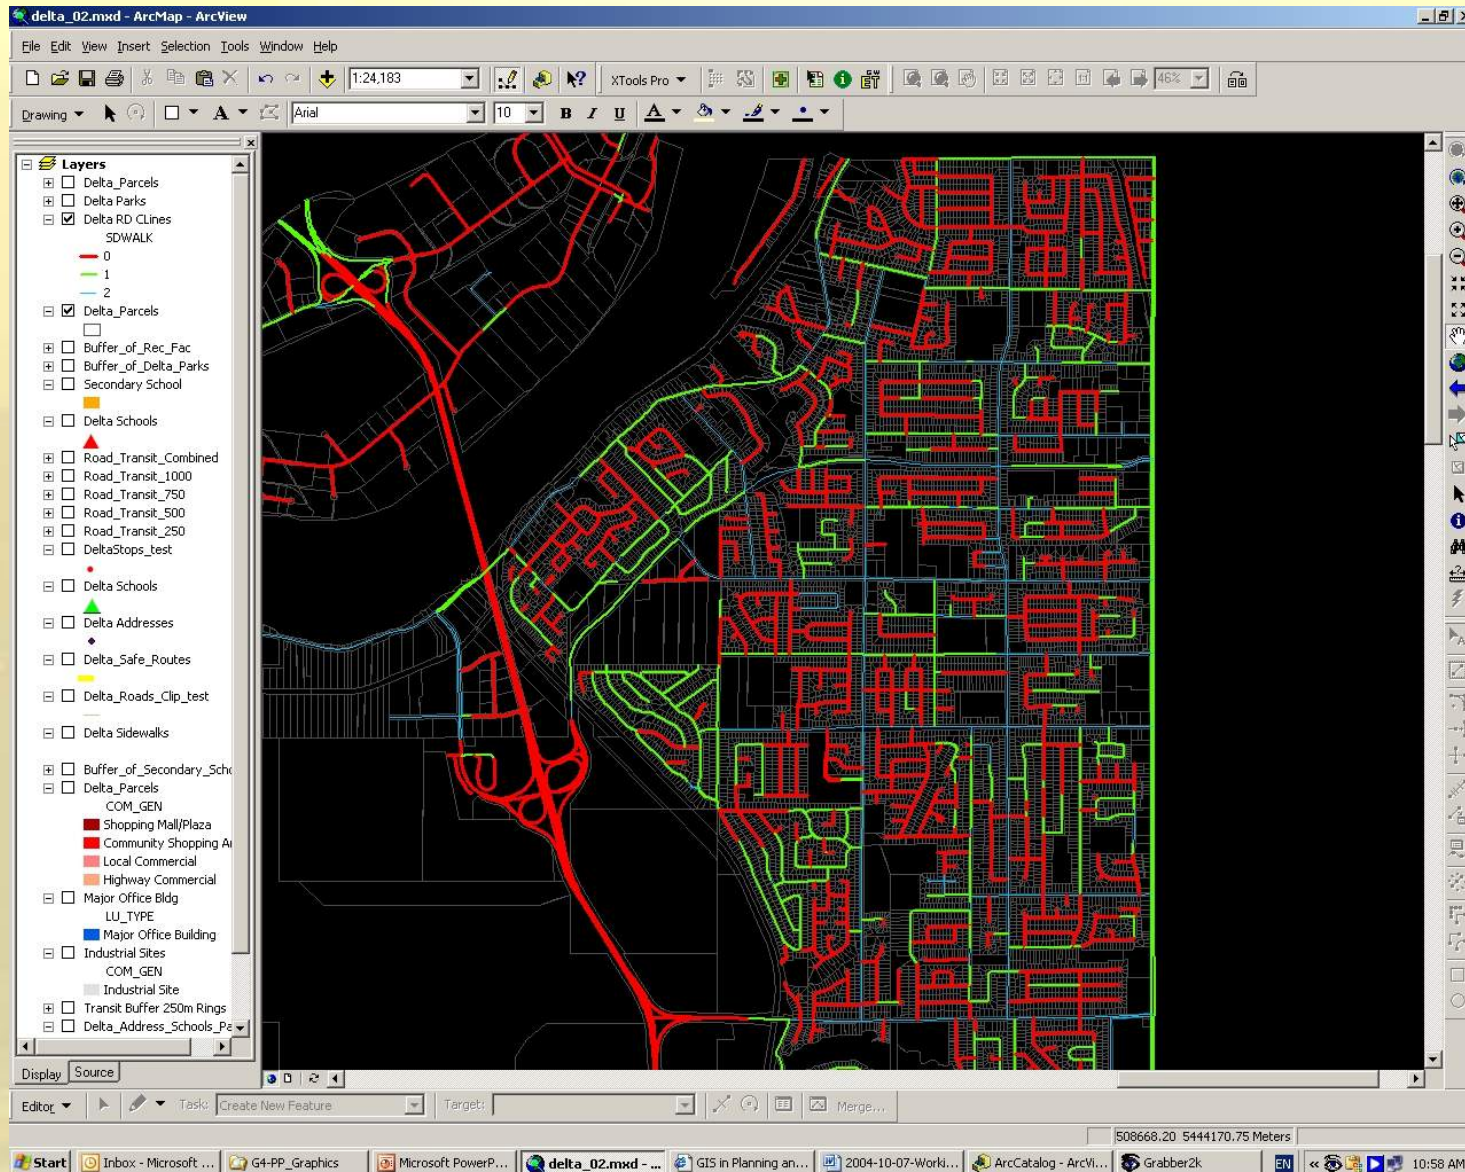 delta_02.mxd - ArcMap - ArcView
File Edit View Insert Selection Tools Window Help
1:24,183 XTools Pro 46%
Drawing A Arial 10 B I U A
Layers
Delta_Parcels
Delta Parks
Delta RD CLines
SDWALK
0
1
2
Delta_Parcels
Buffer_of_Rec_Fac
Buffer_of_Delta_Parks
Secondary School
Delta Schools
Road_Transit_Combined
Road_Transit_1000
Road_Transit_750
Road_Transit_500
Road_Transit_250
DeltaStops_test
Delta Schools
Delta Addresses
Delta_Safe_Routes
Delta_Roads_Clip_test
Delta Sidewalks
Buffer_of_Secondary_Scho
Delta_Parcels
COM_GEN
Shopping Mall/Plaza
Community Shopping A
Local Commercial
Highway Commercial
Major Office Bldg
LU_TYPE
Major Office Building
Industrial Sites
COM_GEN
Industrial Site
Transit Buffer 250m Rings
Delta_Address_Schools_Pa
Display Source
Editor Task: Create New Feature Target: Merge...
508668.20 5444170.75 Meters
Start Inbox - Microsoft ... G4-PP_Graphics Microsoft PowerP... delta_02.mxd - ... GIS in Planning an... 2004-10-07-Worki... ArcCatalog - ArcVi... Grabber2k EN « 10:58 AM